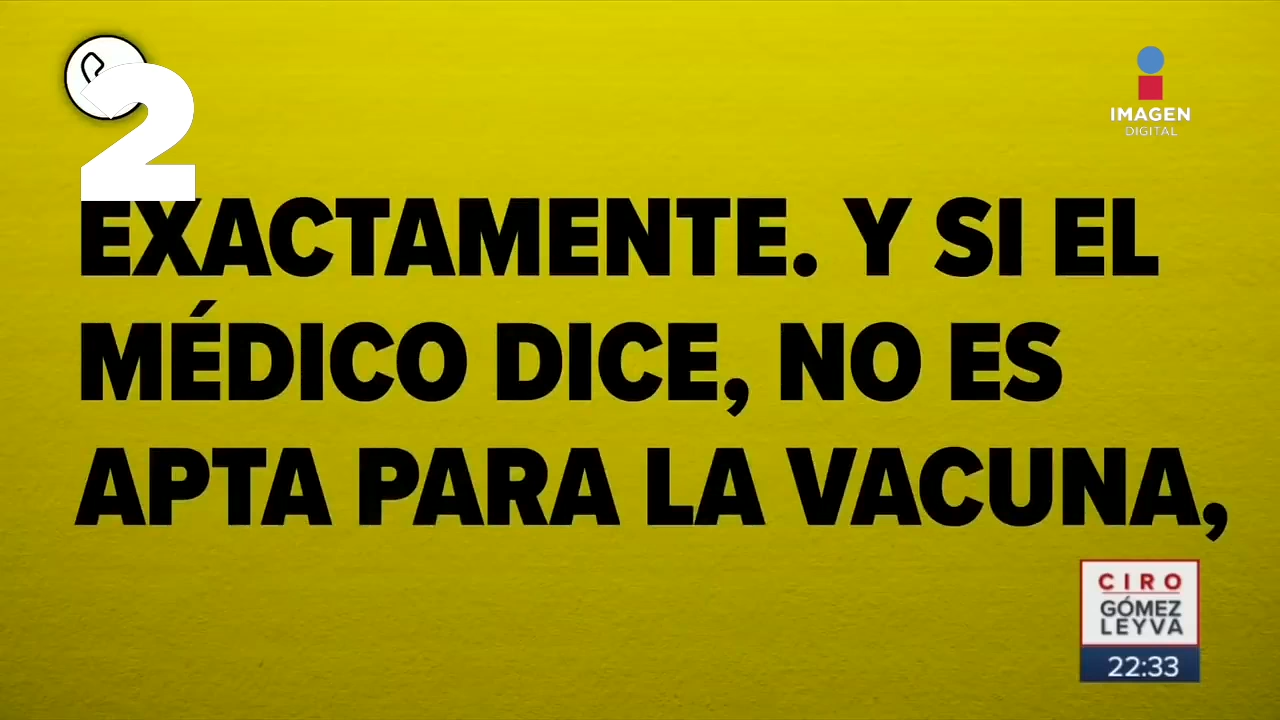 2
IMAGEN
DIGITAL
EXACTAMENTE. Y SI EL
MÉDICO DICE, NO ES
APTA PARA LA VACUNA,
CIRO
GÓMEZ
LEYVA
22:33